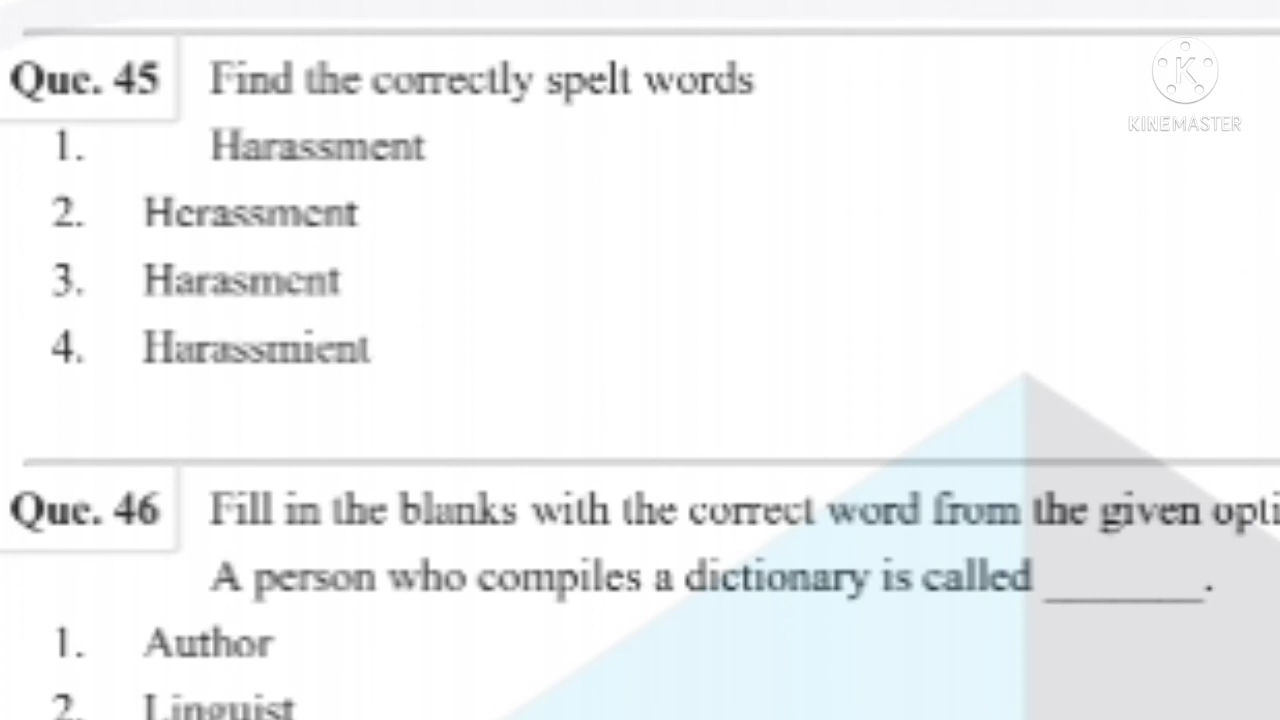 Que. 45 Find the correctly spelt words
KINEMASTER
1. Harassment
2. Herassment
3. Harasment
4. Harassmient
Que. 46 Fill in the blanks with the correct word from the given opti
A person who compiles a dictionary is called ________.
1. Author
2. Linguist